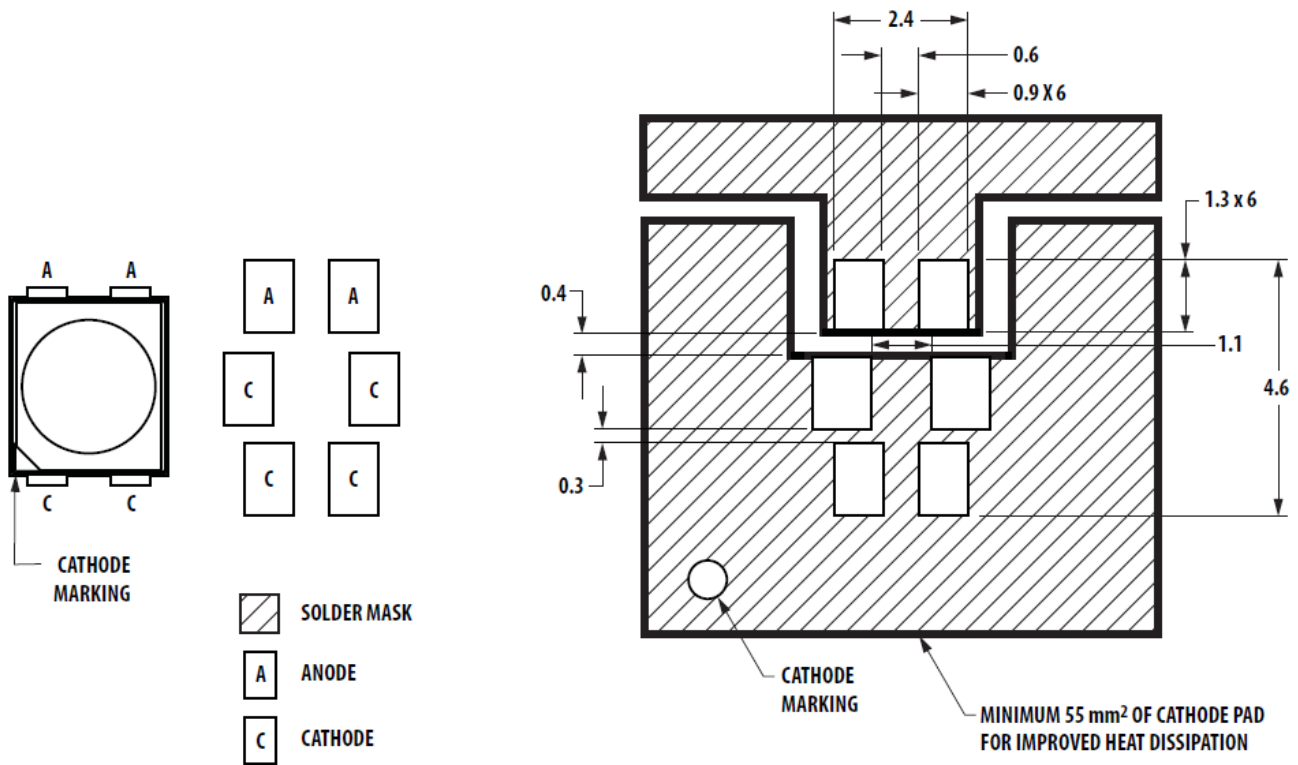 2.4
0.6
0.9 X 6
1.3 x 6
0.4
1.1
4.6
0.3
A A
A A
C C
C C
C C
CATHODE
MARKING
SOLDER MASK
A ANODE
C CATHODE
CATHODE
MARKING
MINIMUM 55 mm² OF CATHODE PAD
FOR IMPROVED HEAT DISSIPATION